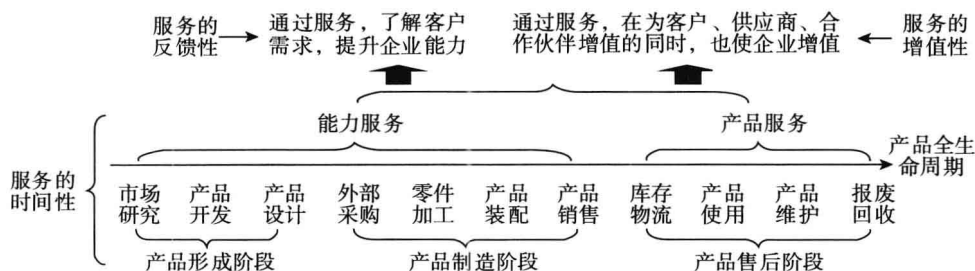 服务的
反馈性
通过服务，了解客户
需求，提升企业能力
通过服务，在为客户、供应商、合
作伙伴增值的同时，也使企业增值
服务的
增值性
能力服务
产品服务
产品全生
命周期
服务的
时间性
市场
研究
产品
开发
产品
设计
外部
采购
零件
加工
产品
装配
产品
销售
库存
物流
产品
使用
产品
维护
报废
回收
产品形成阶段
产品制造阶段
产品售后阶段